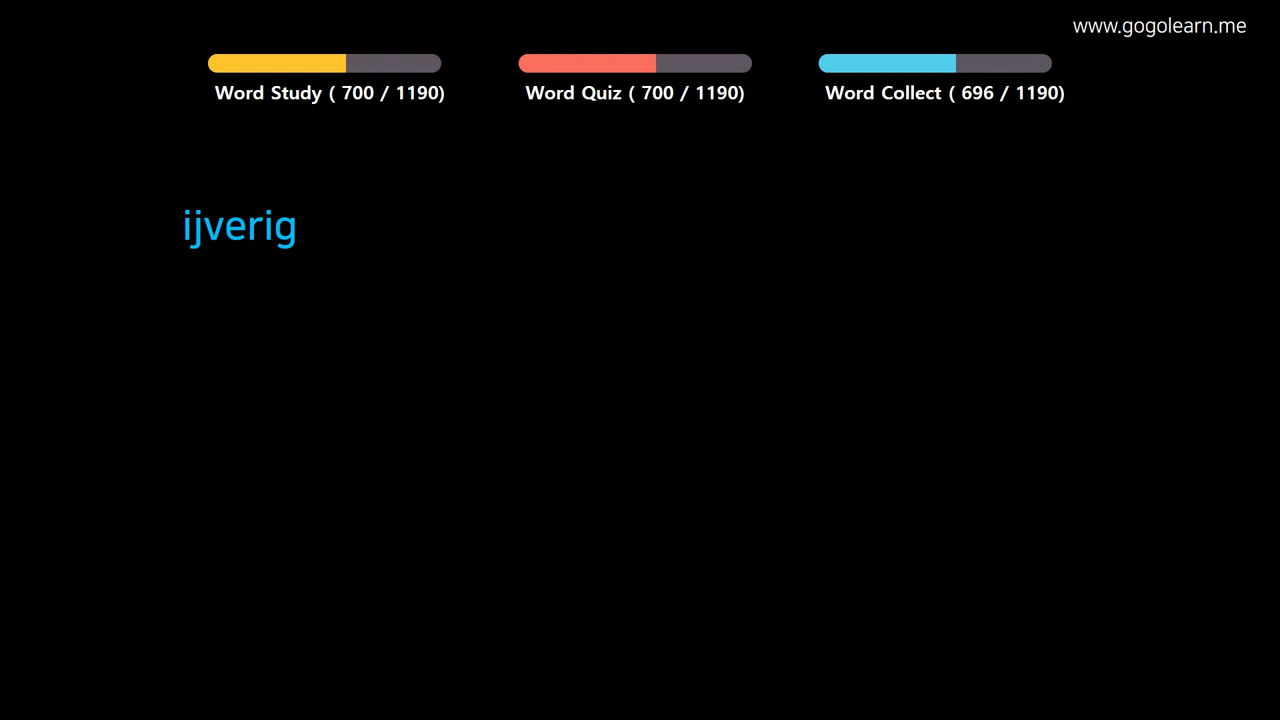 www.gogolearn.me
Word Study ( 700 / 1190)
Word Quiz ( 700 / 1190)
Word Collect ( 696 / 1190)
ijverig